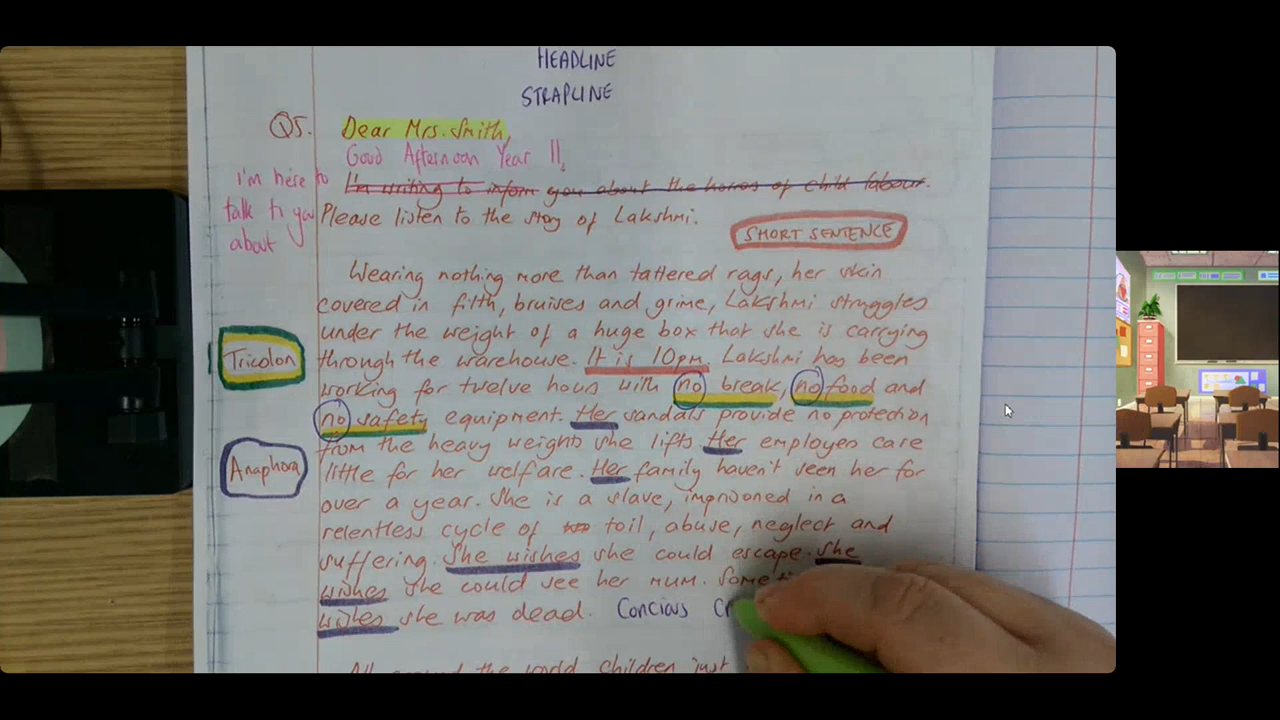 HEADLINE
STRAPLINE
Q5. Dear Mrs. Smith,
Good Afternoon Year 11,
i'm here to
talk to you
about
I'm writing to inform you about the horros of child labour.
Please listen to the story of Lakshmi.
SHORT SENTENCE
Wearing nothing more than tattered rags, her skin
covered in filth, bruises and grime, Lakshmi struggles
under the weight of a huge box that she is carrying
Tricolon
through the warehouse. It is 10pm. Lakshmi has been
working for twelve hours with no break, no food and
no safety equipment. Her sandals provide no protection
from the heavy weights she lifts. Her employers care
Anaphora
little for her welfare. Her family haven't seen her for
over a year. She is a slave, imprisoned in a
relentless cycle of toil, abuse, neglect and
suffering. She wishes she could escape. She
wishes she could see her mum.
wishes she was dead. Concious
the world children just